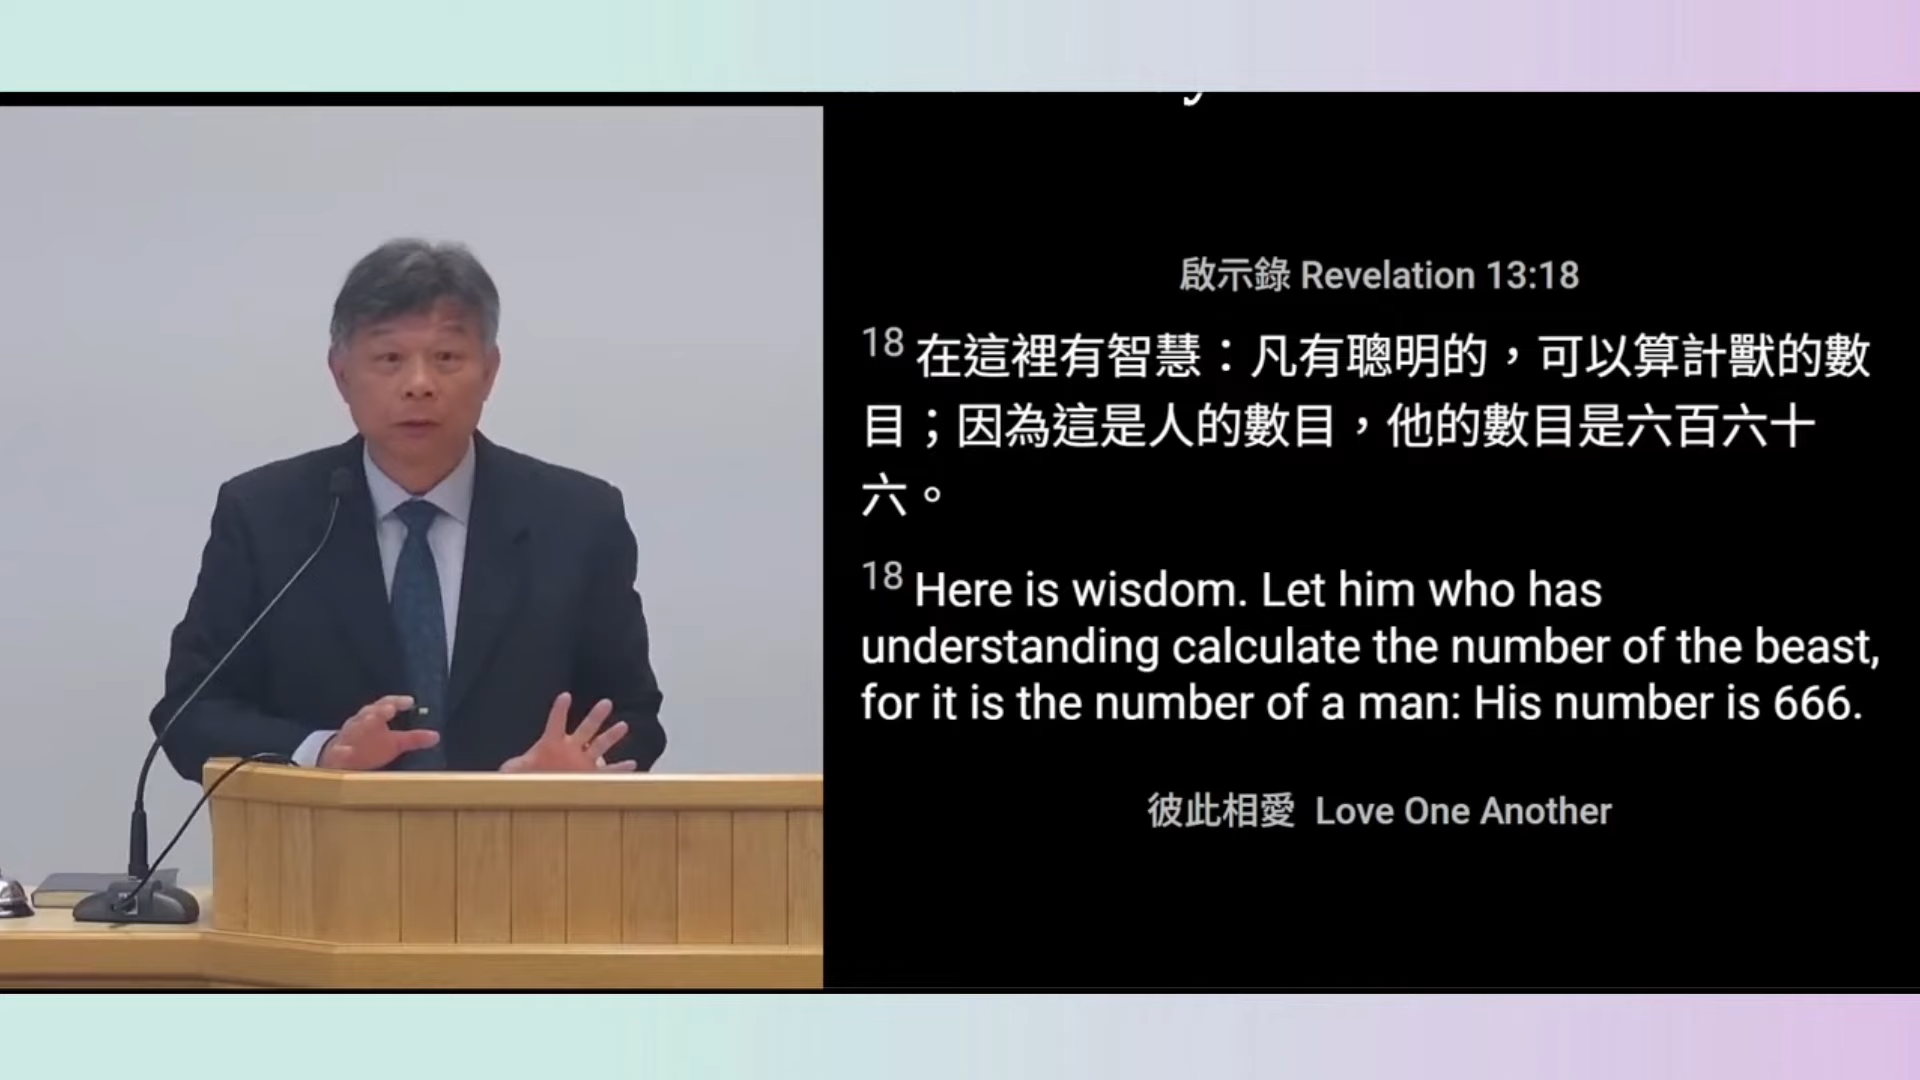 啟示錄 Revelation 13:18
18 在這裡有智慧：凡有聰明的，可以算計獸的數
目；因為這是人的數目，他的數目是六百六十
六。
18 Here is wisdom. Let him who has
understanding calculate the number of the beast,
for it is the number of a man: His number is 666.
彼此相愛 Love One Another